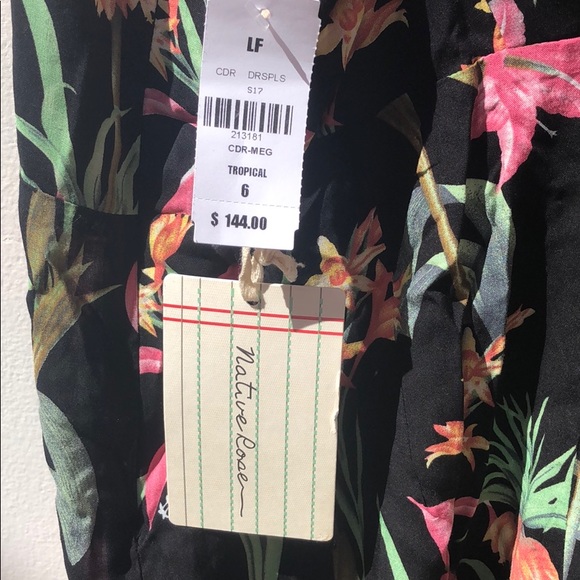 LF
CDR DRSPLS
S17
213181
CDR-MEG
TROPICAL
6
$ 144.00
Native Rose